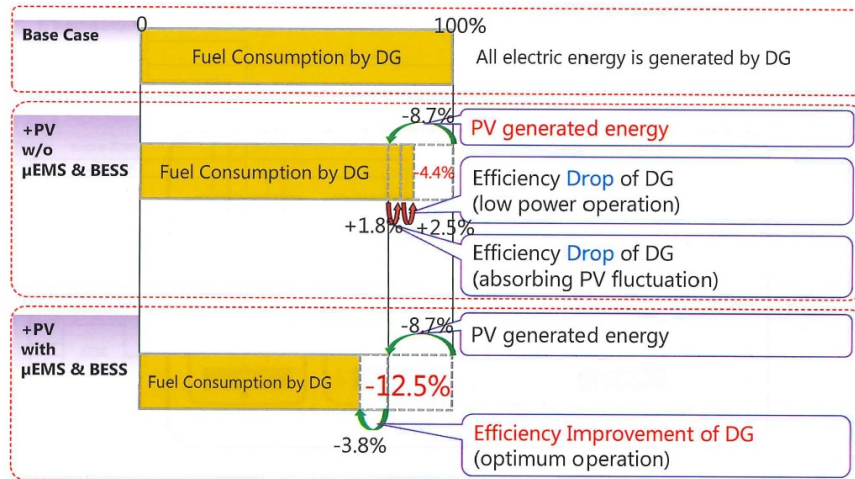 0
100%
Base Case
Fuel Consumption by DG
All electric energy is generated by DG
-8.7%
+PV
w/o
μEMS & BESS
PV generated energy
Fuel Consumption by DG
-4.4%
Efficiency Drop of DG
(low power operation)
+1.8%
+2.5%
Efficiency Drop of DG
(absorbing PV fluctuation)
+PV
with
μEMS & BESS
-8.7%
PV generated energy
Fuel Consumption by DG
-12.5%
-3.8%
Efficiency Improvement of DG
(optimum operation)